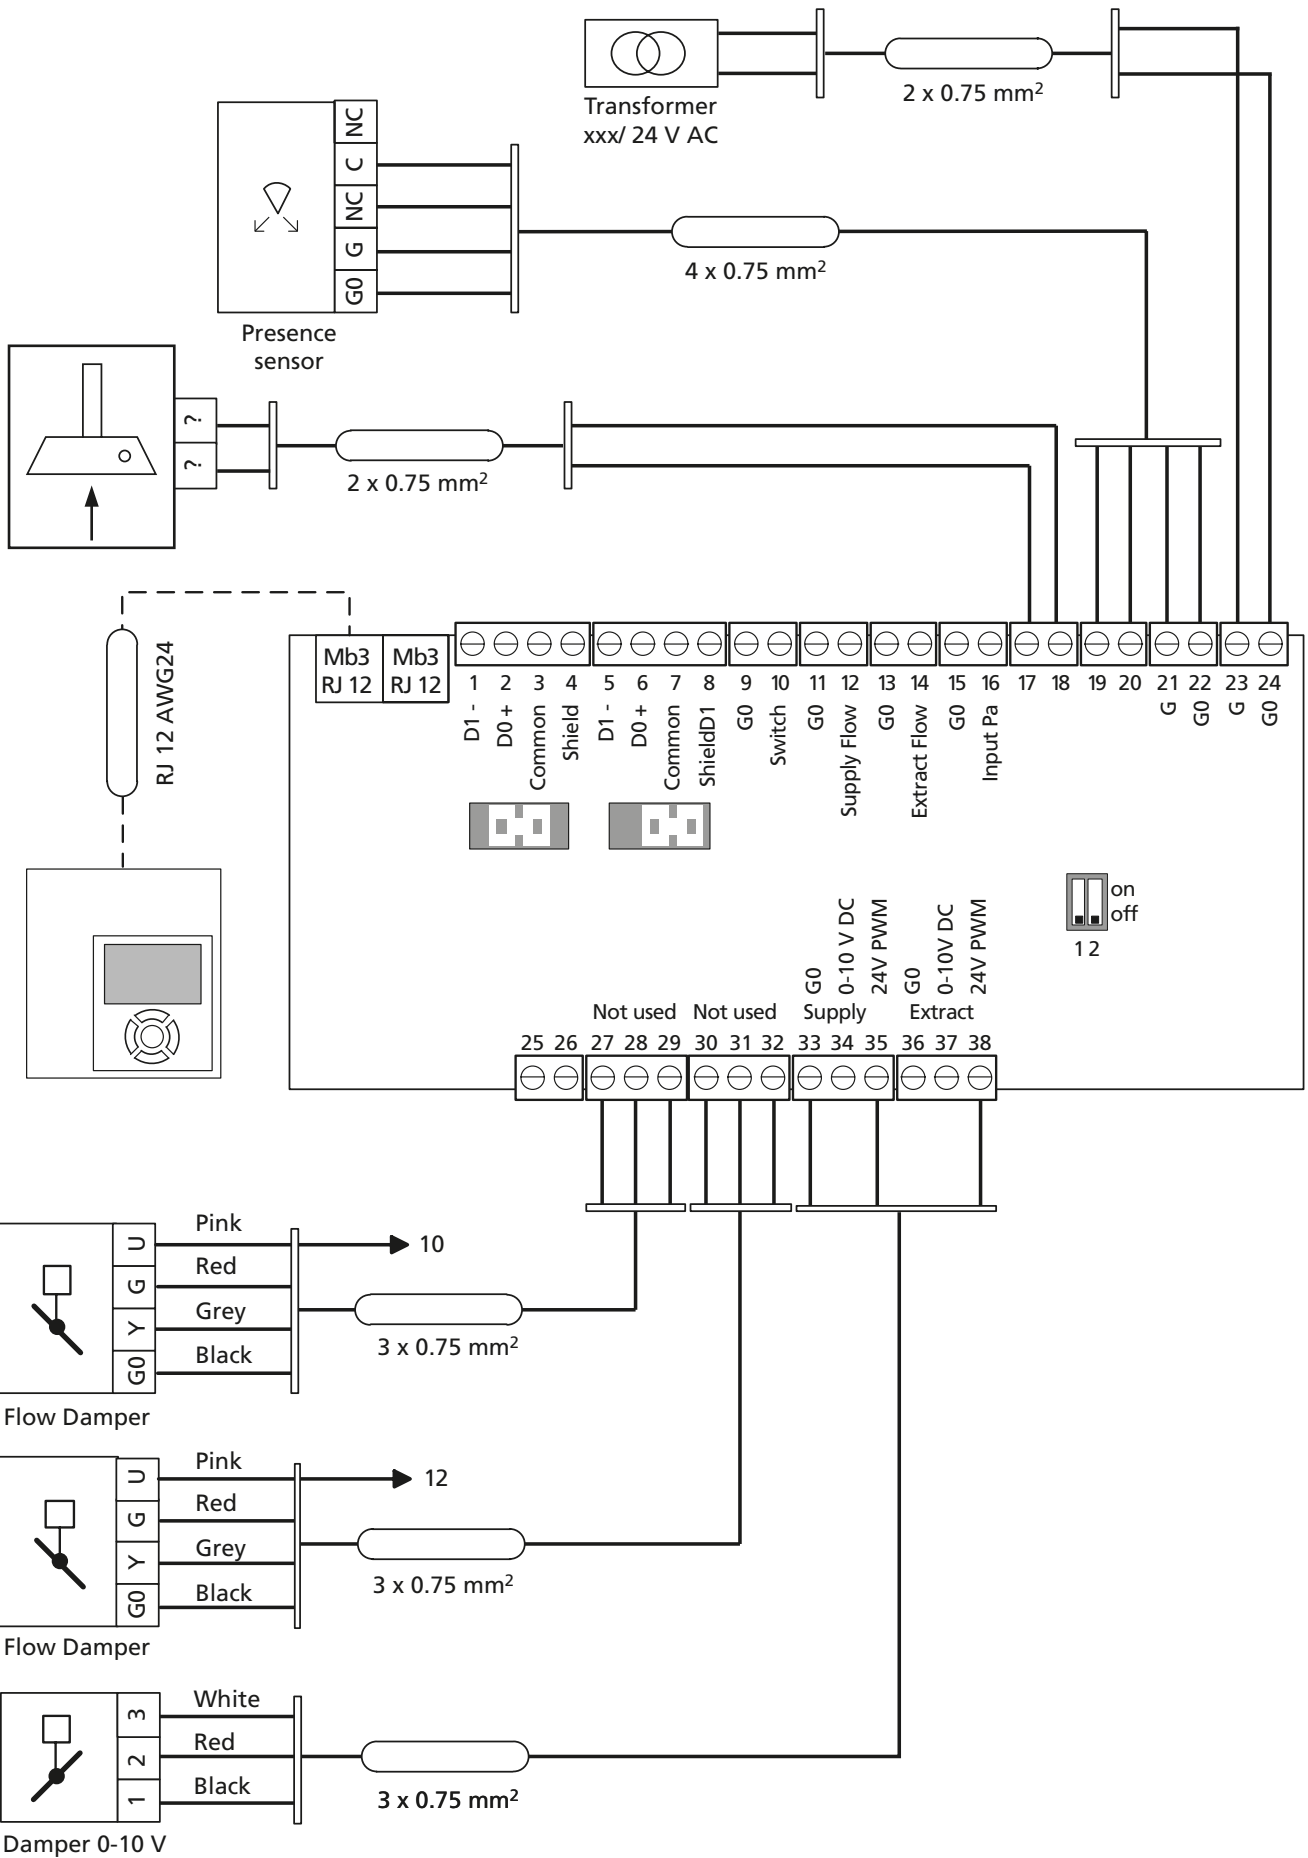 2 x 0.75 mm²
Transformer
xxx/ 24 V AC
NC
C
NC
G
G0
4 x 0.75 mm²
Presence
sensor
?
?
2 x 0.75 mm²
RJ 12 AWG24
Mb3
RJ 12
Mb3
RJ 12
1 2 3 4 5 6 7 8 9 10 11 12 13 14 15 16 17 18 19 20 21 22 23 24
D1 -
D0 +
Common
Shield
D1 -
D0 +
Common
ShieldD1
G0
Switch
G0
Supply Flow
G0
Extract Flow
G0
Input Pa
G
G0
G
G0
on
off
1 2
G0
0-10 V DC
24V PWM
G0
0-10V DC
24V PWM
Not used Not used Supply Extract
25 26 27 28 29 30 31 32 33 34 35 36 37 38
U
G
Y
G0
Pink
10
Red
Grey
Black
3 x 0.75 mm²
Flow Damper
U
G
Y
G0
Pink
12
Red
Grey
Black
3 x 0.75 mm²
Flow Damper
3
2
1
White
Red
Black
3 x 0.75 mm²
Damper 0-10 V